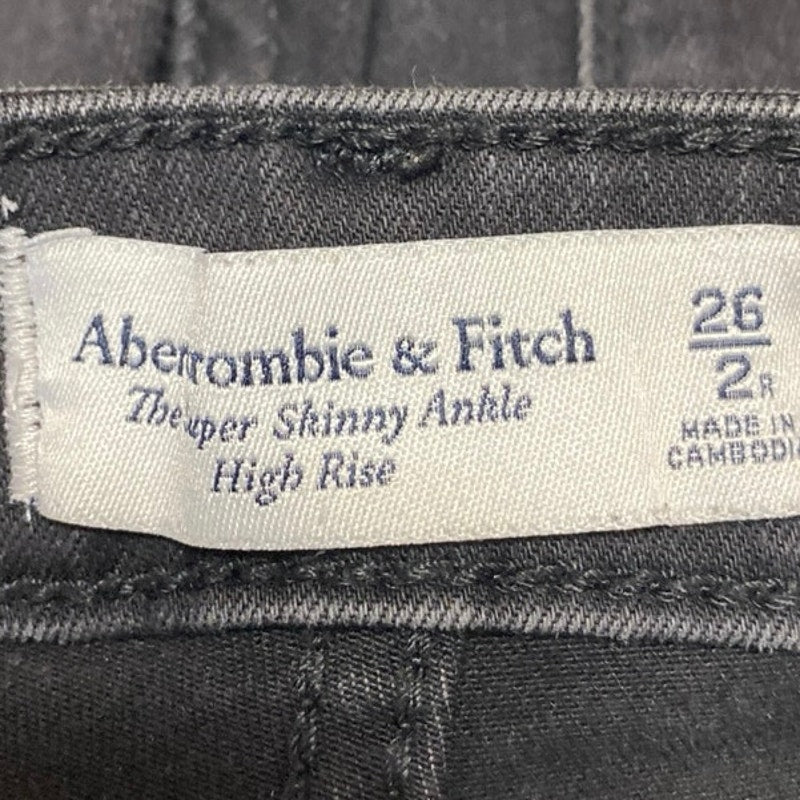 Abercrombie & Fitch
The Super Skinny Ankle
High Rise
26
2R
MADE IN
CAMBODIA